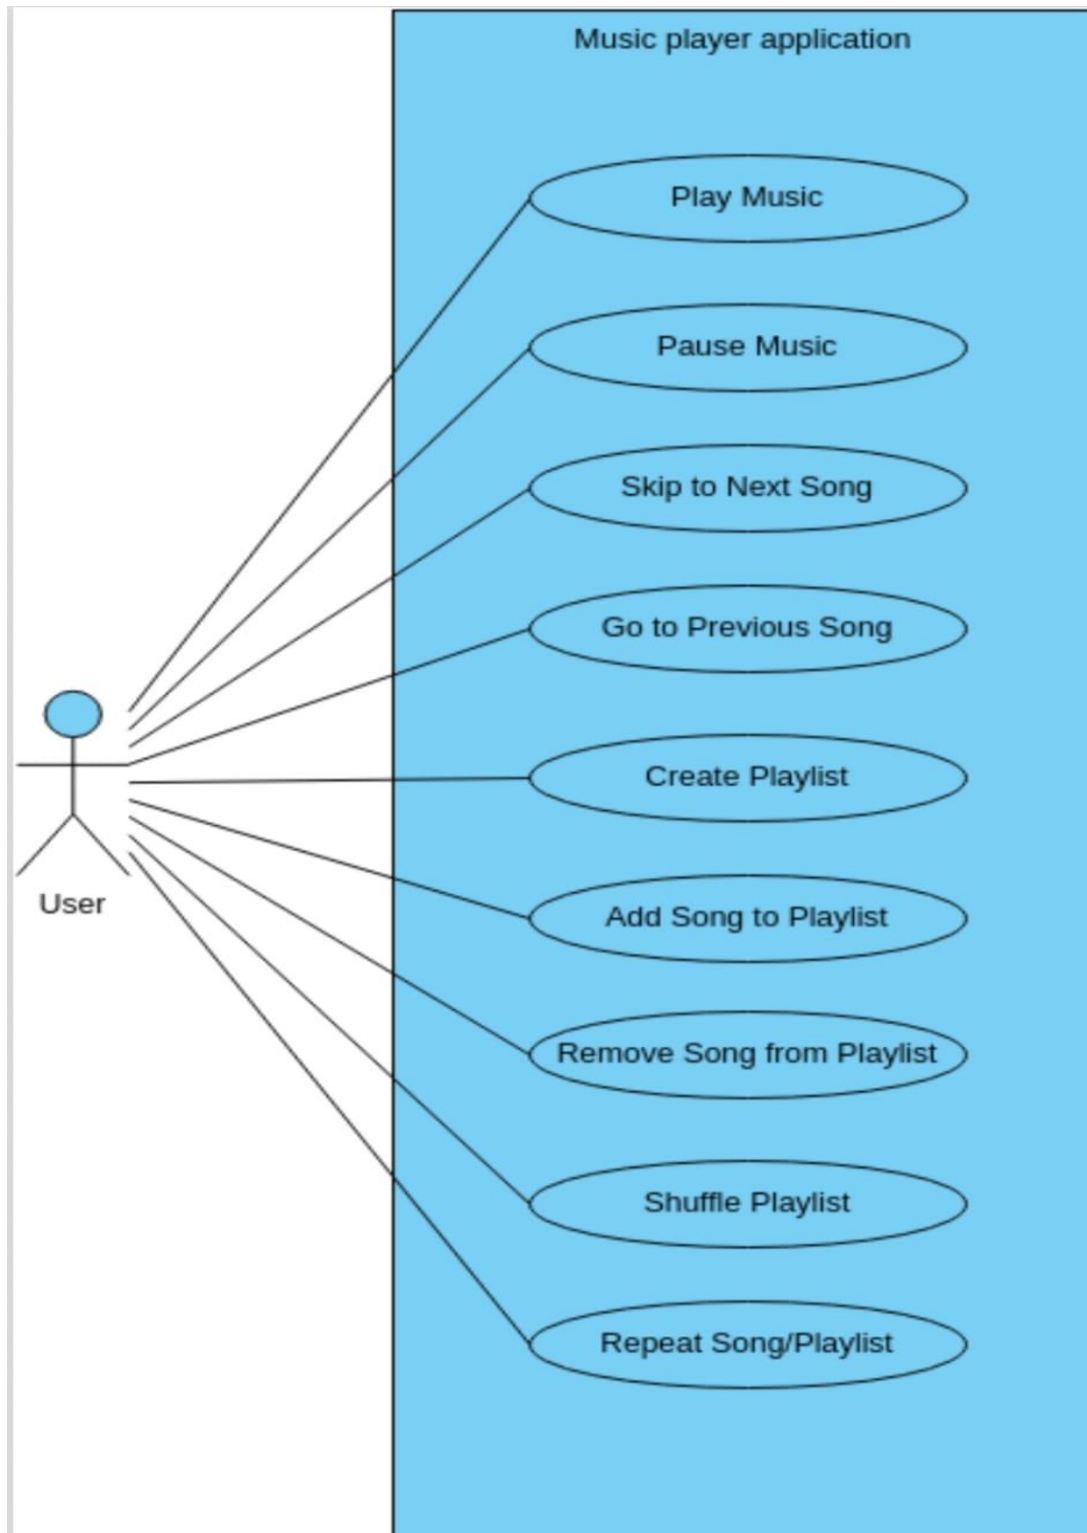 Music player application
Play Music
Pause Music
Skip to Next Song
Go to Previous Song
Create Playlist
User
Add Song to Playlist
Remove Song from Playlist
Shuffle Playlist
Repeat Song/Playlist